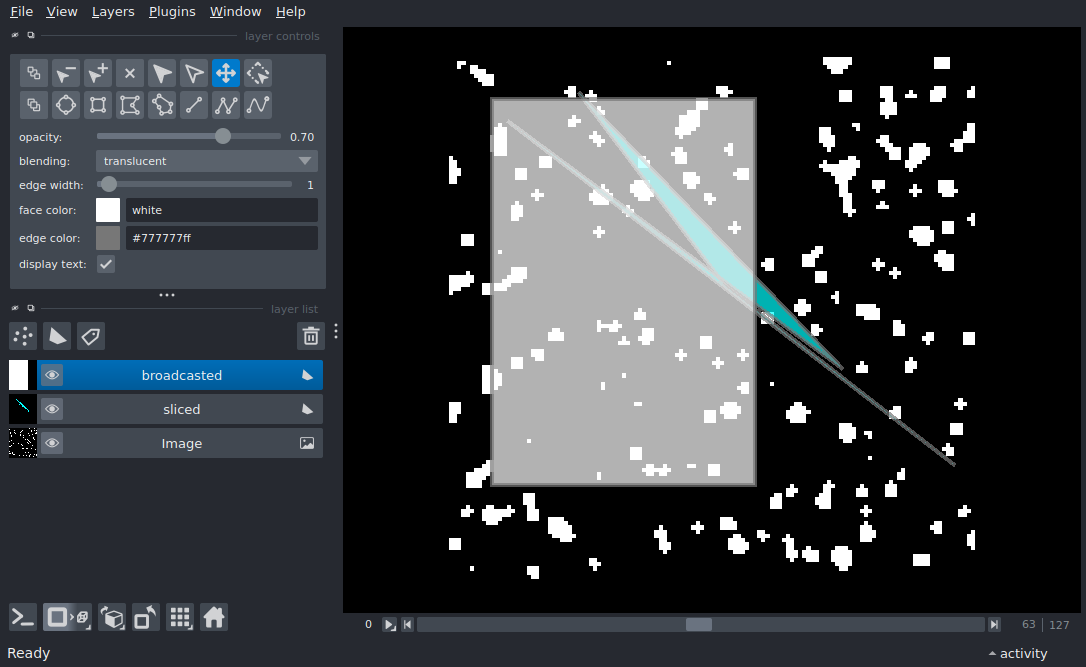 File View Layers Plugins Window Help
layer controls
opacity: 0.70
blending: translucent
edge width: 1
face color: white
edge color: #777777ff
display text:
layer list
broadcasted
sliced
Image
0 63 127
Ready activity